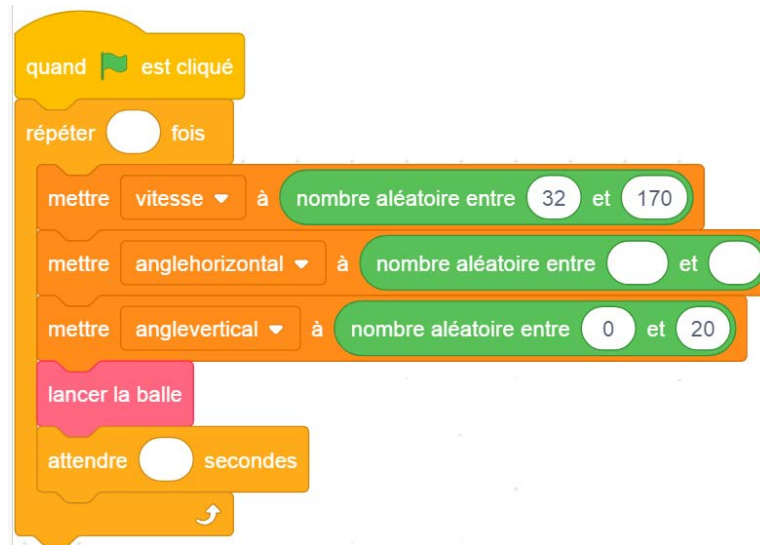 quand est cliqué
répéter fois
mettre vitesse à nombre aléatoire entre 32 et 170
mettre anglehorizontal à nombre aléatoire entre et
mettre anglevertical à nombre aléatoire entre 0 et 20
lancer la balle
attendre secondes